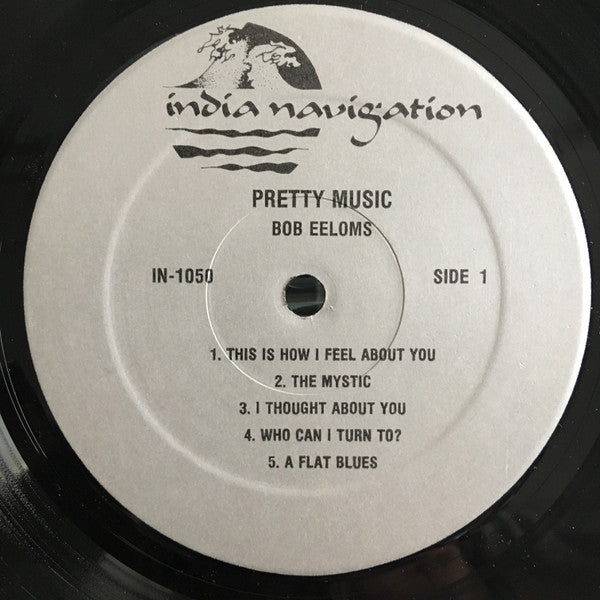 india navigation
PRETTY MUSIC
BOB EELOMS
IN-1050
SIDE 1
1. THIS IS HOW I FEEL ABOUT YOU
2. THE MYSTIC
3. I THOUGHT ABOUT YOU
4. WHO CAN I TURN TO?
5. A FLAT BLUES